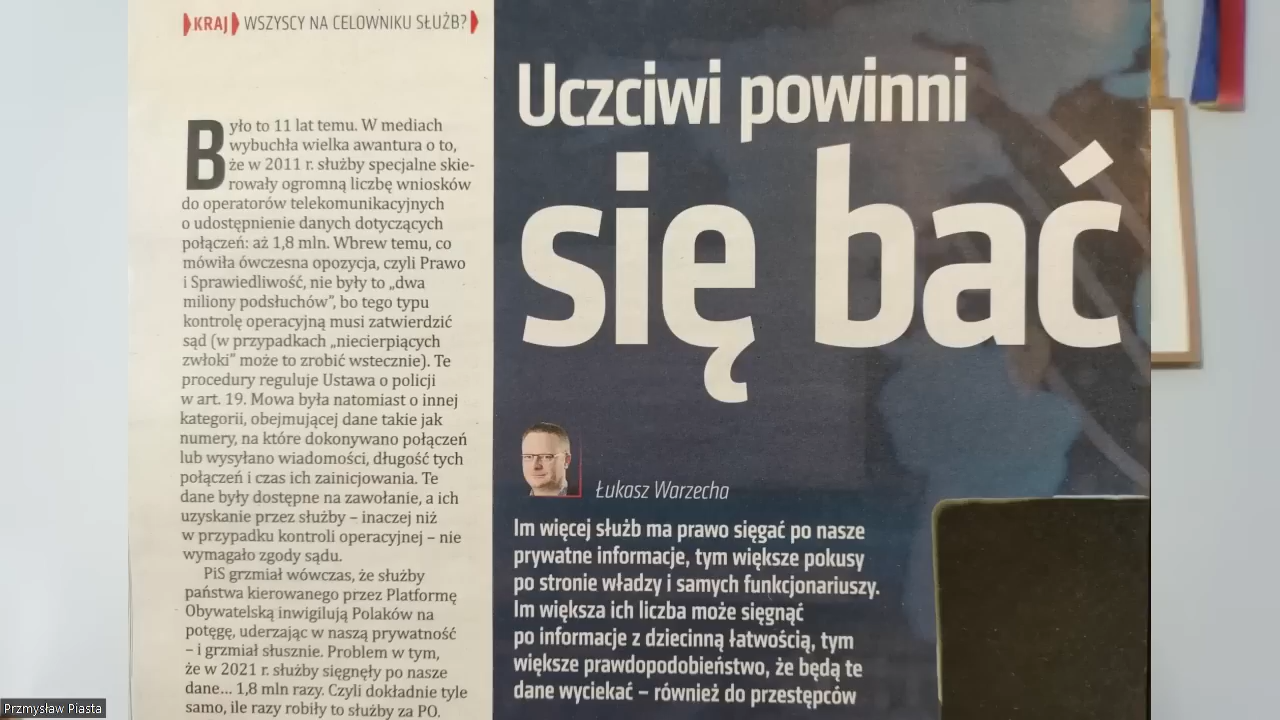 KRAJ WSZYSCY NA CELOWNIKU SŁUŻB?
Było to 11 lat temu. W mediach
wybuchła wielka awantura o to,
że w 2011 r. służby specjalne skie-
rowały ogromną liczbę wniosków
do operatorów telekomunikacyjnych
o udostępnienie danych dotyczących
połączeń: aż 1,8 mln. Wbrew temu, co
mówiła ówczesna opozycja, czyli Prawo
i Sprawiedliwość, nie były to „dwa
miliony podsłuchów”, bo tego typu
kontrolę operacyjną musi zatwierdzić
sąd (w przypadkach „niecierpiących
zwłoki” może to zrobić wstecznie). Te
procedury reguluje Ustawa o policji
w art. 19. Mowa była natomiast o innej
kategorii, obejmującej dane takie jak
numery, na które dokonywano połączeń
lub wysyłano wiadomości, długość tych
połączeń i czas ich zainicjowania. Te
dane były dostępne na zawołanie, a ich
uzyskanie przez służby – inaczej niż
w przypadku kontroli operacyjnej – nie
wymagało zgody sądu.
PiS grzmiał wówczas, że służby
państwa kierowanego przez Platformę
Obywatelską inwigilują Polaków na
potęgę, uderzając w naszą prywatność
– i grzmiał słusznie. Problem w tym,
że w 2021 r. służby sięgnęły po nasze
dane... 1,8 mln razy. Czyli dokładnie tyle
samo, ile razy robiły to służby za PO.
Uczciwi powinni
się bać
Łukasz Warzecha
Im więcej służb ma prawo sięgać po nasze
prywatne informacje, tym większe pokusy
po stronie władzy i samych funkcjonariuszy.
Im większa ich liczba może sięgnąć
po informacje z dziecinną łatwością, tym
większe prawdopodobieństwo, że będą te
dane wyciekać – również do przestępców
Przmysław Piasta